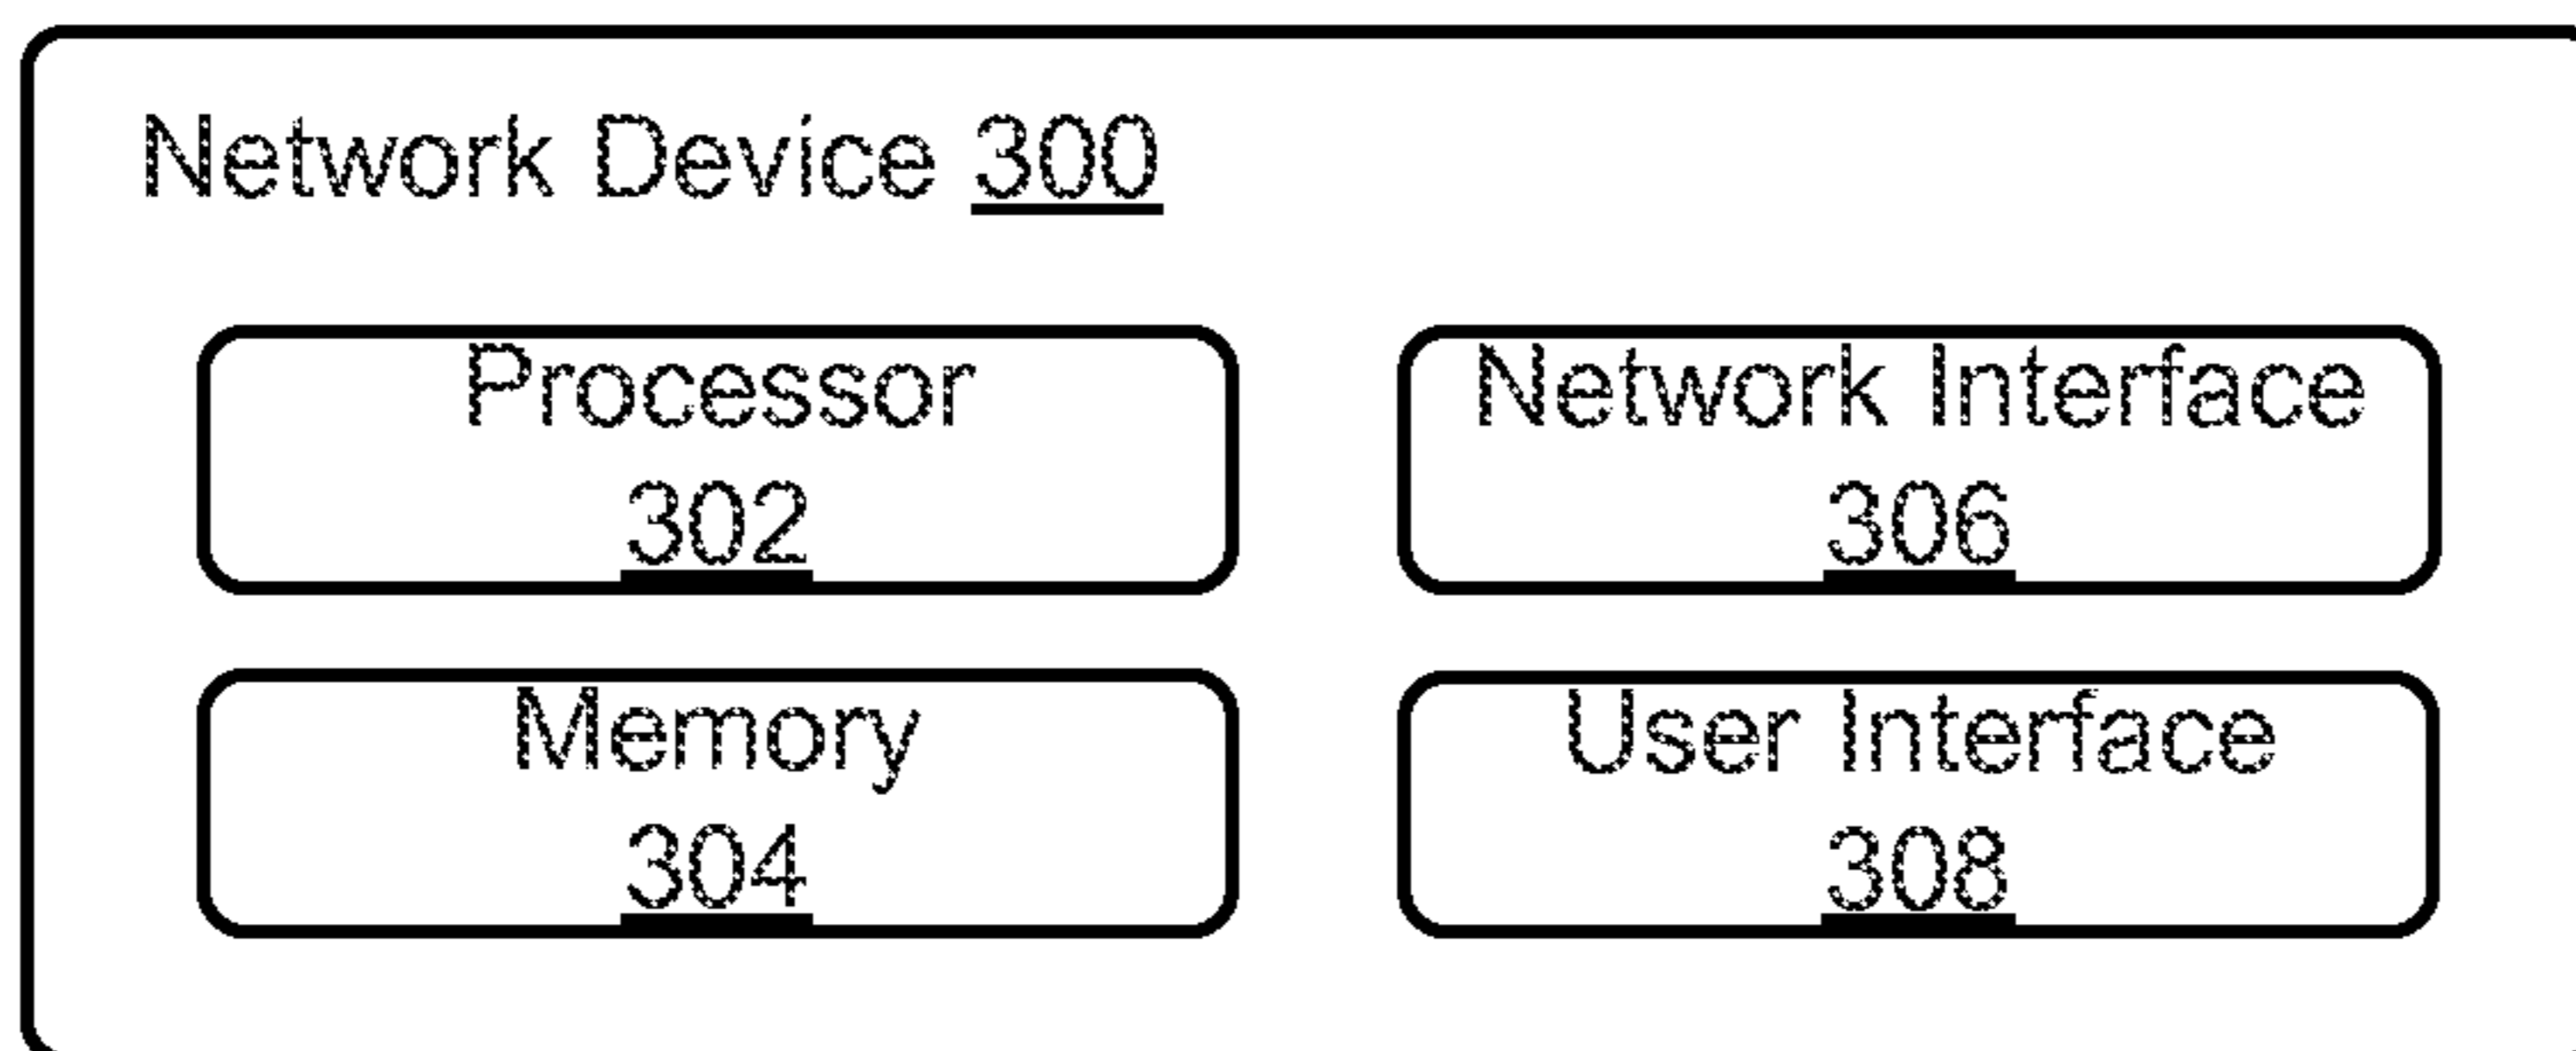 Network Device 300
Processor
302
Network Interface
306
Memory
304
User Interface
308